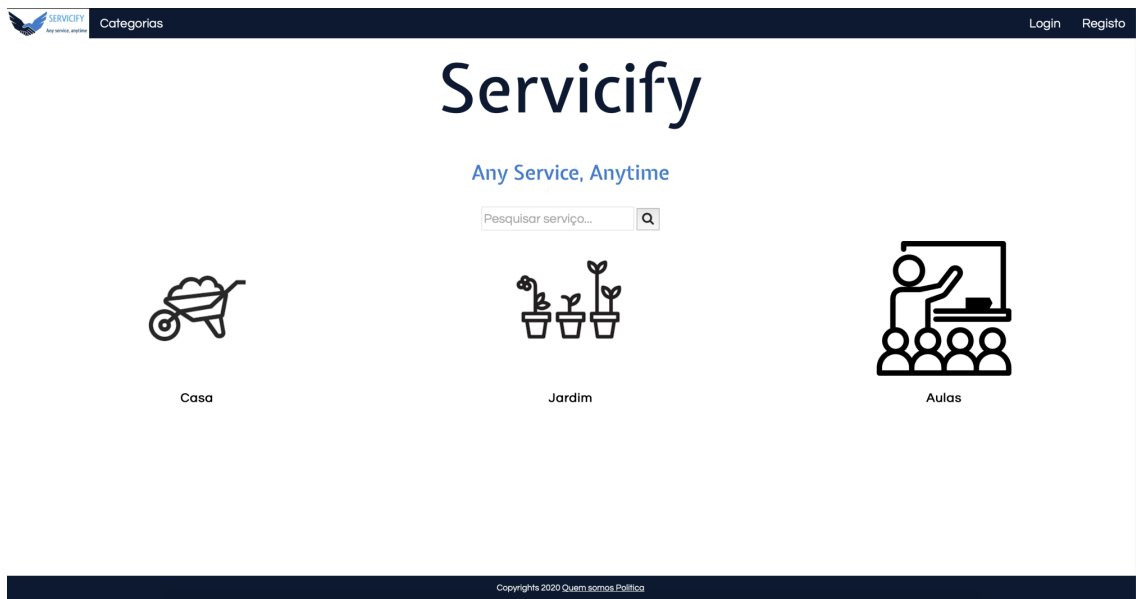 SERVICIFY
Any service, anytime
Categorias
Login
Registo
Servicify
Any Service, Anytime
Pesquisar serviço...
Casa
Jardim
Aulas
Copyrights 2020 Quem somos Politica